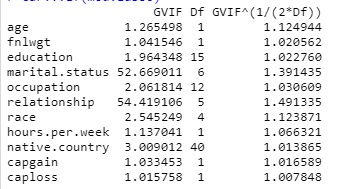 GVIF Df GVIF^(1/(2*Df))
age 1.265498 1 1.124944
fnlwgt 1.041546 1 1.020562
education 1.964348 15 1.022760
marital.status 52.669011 6 1.391435
occupation 2.061814 12 1.030609
relationship 54.419106 5 1.491335
race 2.545249 4 1.123871
hours.per.week 1.137041 1 1.066321
native.country 3.009012 40 1.013865
capgain 1.033453 1 1.016589
caploss 1.015758 1 1.007848